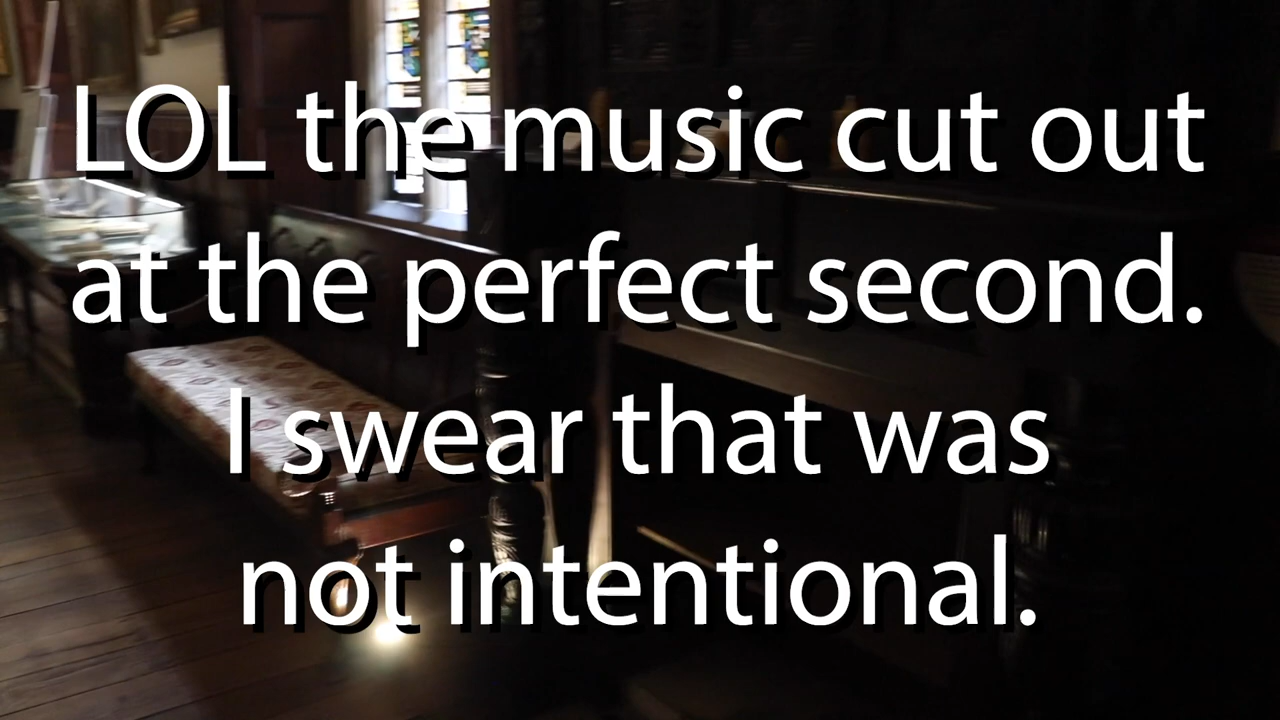 LOL the music cut out
at the perfect second.
I swear that was
not intentional.